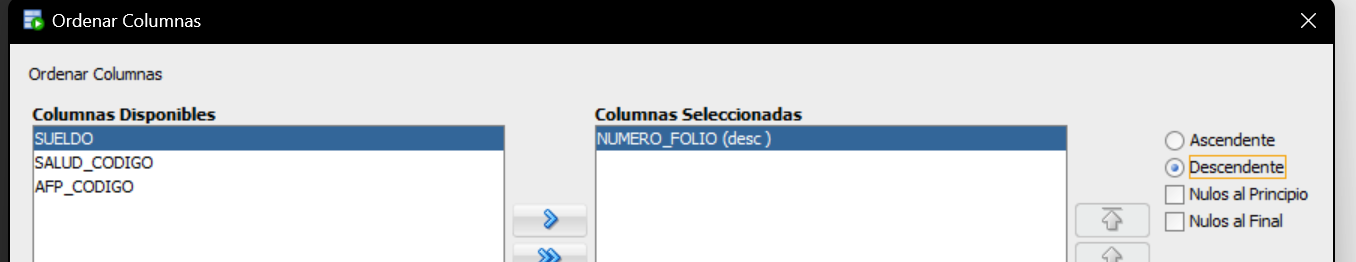 Ordenar Columnas
Ordenar Columnas
Columnas Disponibles
SUELDO
SALUD_CODIGO
AFP_CODIGO
Columnas Seleccionadas
NUMERO_FOLIO (desc )
Ascendente
Descendente
Nulos al Principio
Nulos al Final